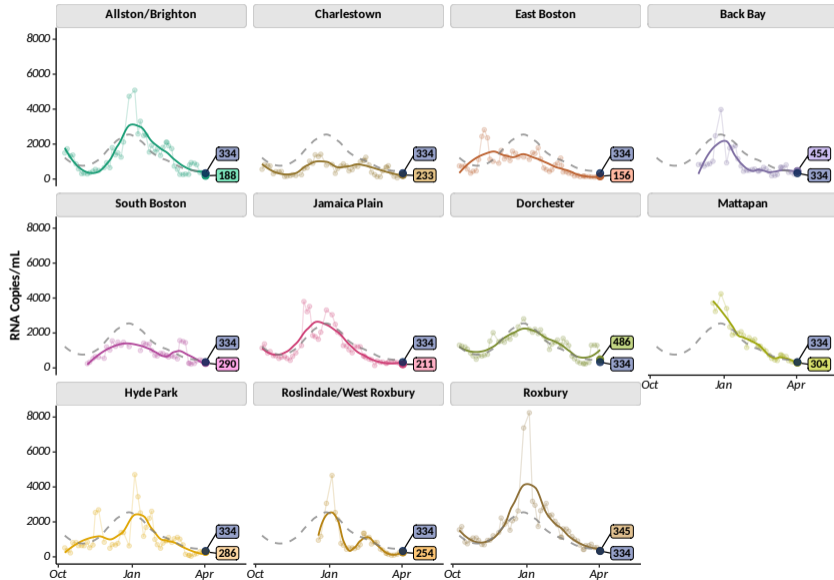 Allston/Brighton
Charlestown
East Boston
Back Bay
8000
6000
4000
2000
0
334
188
334
233
334
156
454
334
South Boston
Jamaica Plain
Dorchester
Mattapan
RNA Copies/mL
8000
6000
4000
2000
0
334
290
334
211
486
334
334
304
Oct
Jan
Apr
Hyde Park
Roslindale/West Roxbury
Roxbury
8000
6000
4000
2000
0
334
286
334
254
345
334
Oct
Jan
Apr
Oct
Jan
Apr
Oct
Jan
Apr